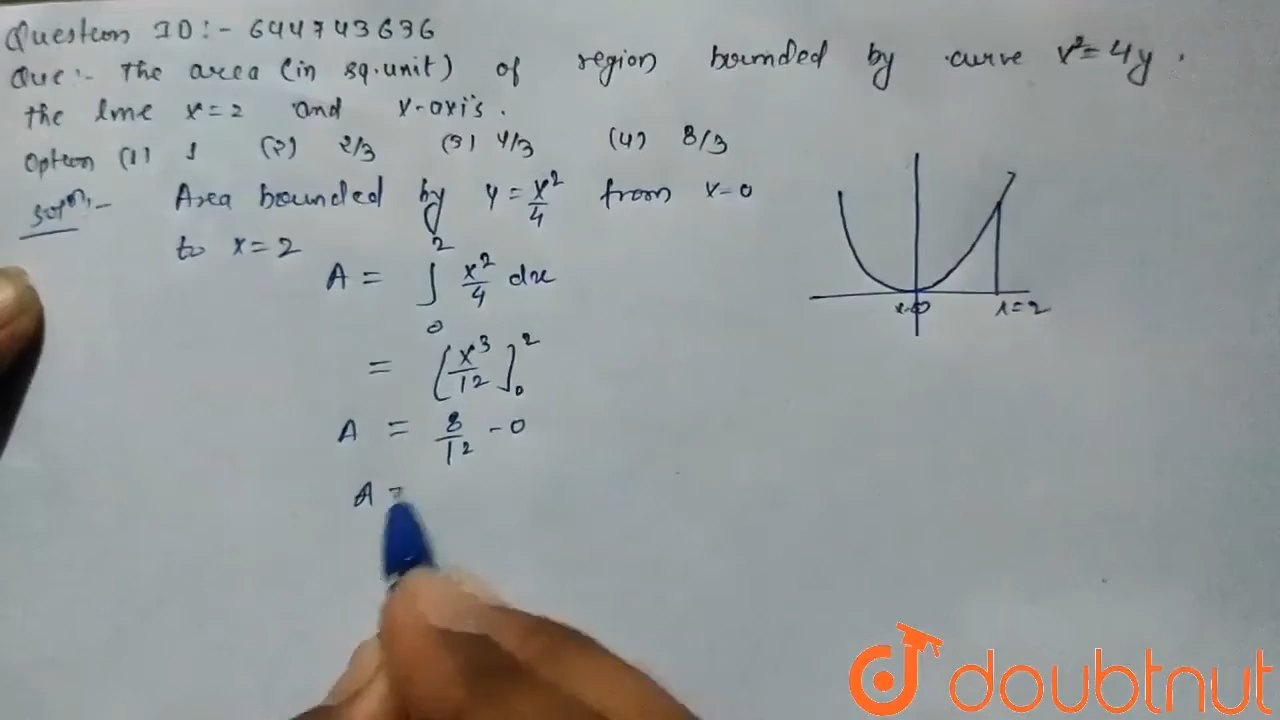 Question ID:- 644743636
Que:- The area (in sq.unit) of region bounded by curve x²=4y.
the line x=2 and x-axis.
Option (1) 1 (2) 2/3 (3) 4/3 (4) 8/3
Solⁿ:- Area bounded by y = x²/4 from x-0
to x=2
A = ∫₀² x²/4 dx
= [x³/12]₀²
A = 8/12 - 0
A =
x=0 x=2
doubtnut